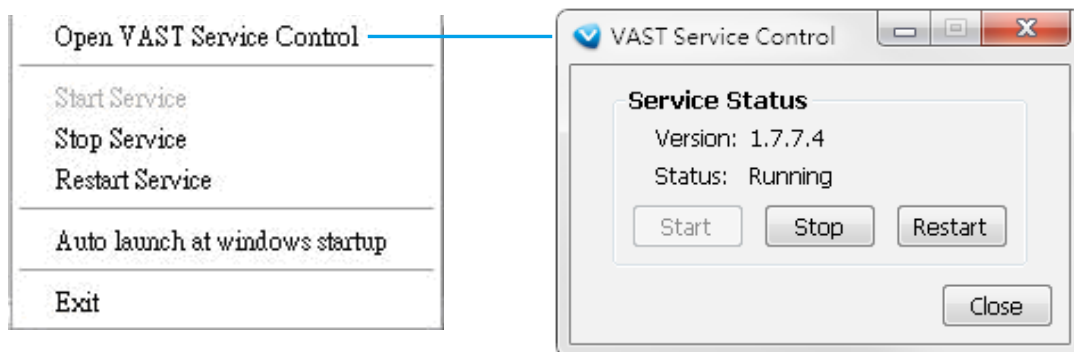 Open VAST Service Control
Start Service
Stop Service
Restart Service
Auto launch at windows startup
Exit
VAST Service Control
Service Status
Version: 1.7.7.4
Status: Running
Start Stop Restart
Close